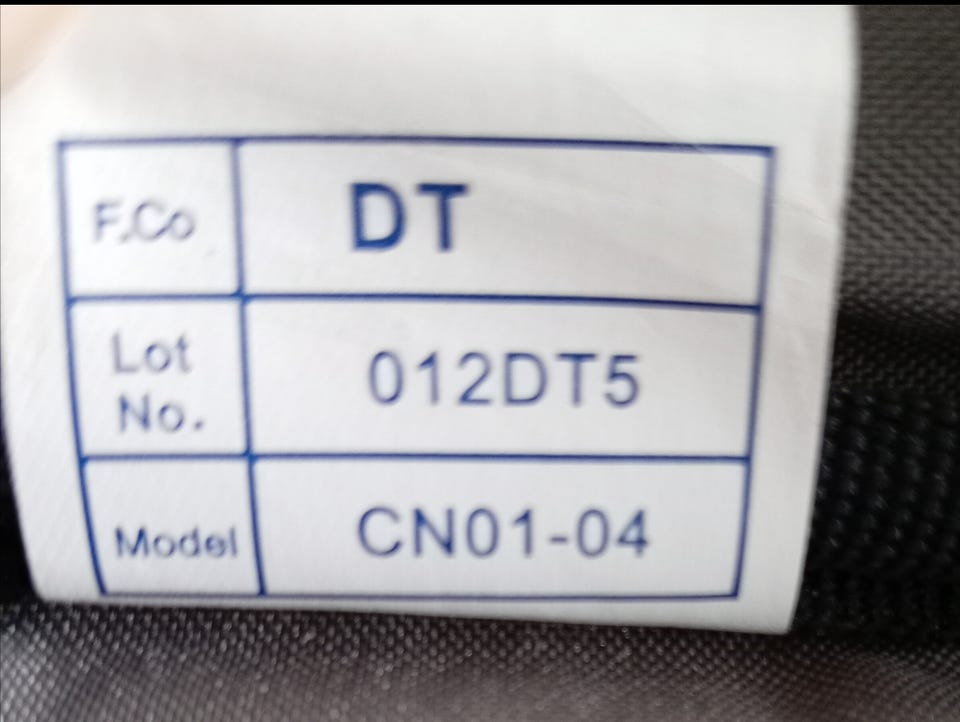 F.Co DT
Lot No. 012DT5
Model CN01-04